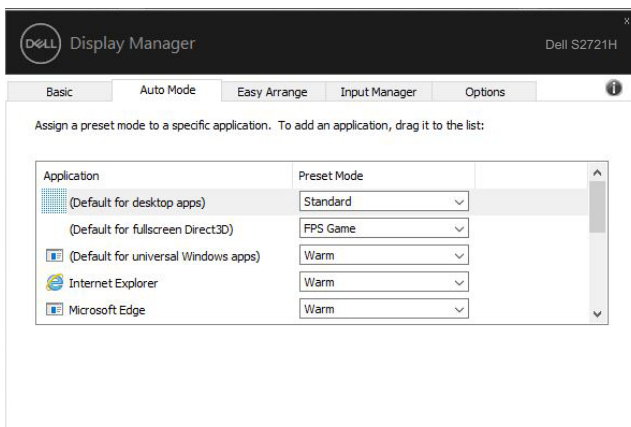 x
DELL Display Manager Dell S2721H
Basic Auto Mode Easy Arrange Input Manager Options
Assign a preset mode to a specific application. To add an application, drag it to the list:
Application Preset Mode
(Default for desktop apps) Standard
(Default for fullscreen Direct3D) FPS Game
(Default for universal Windows apps) Warm
Internet Explorer Warm
Microsoft Edge Warm